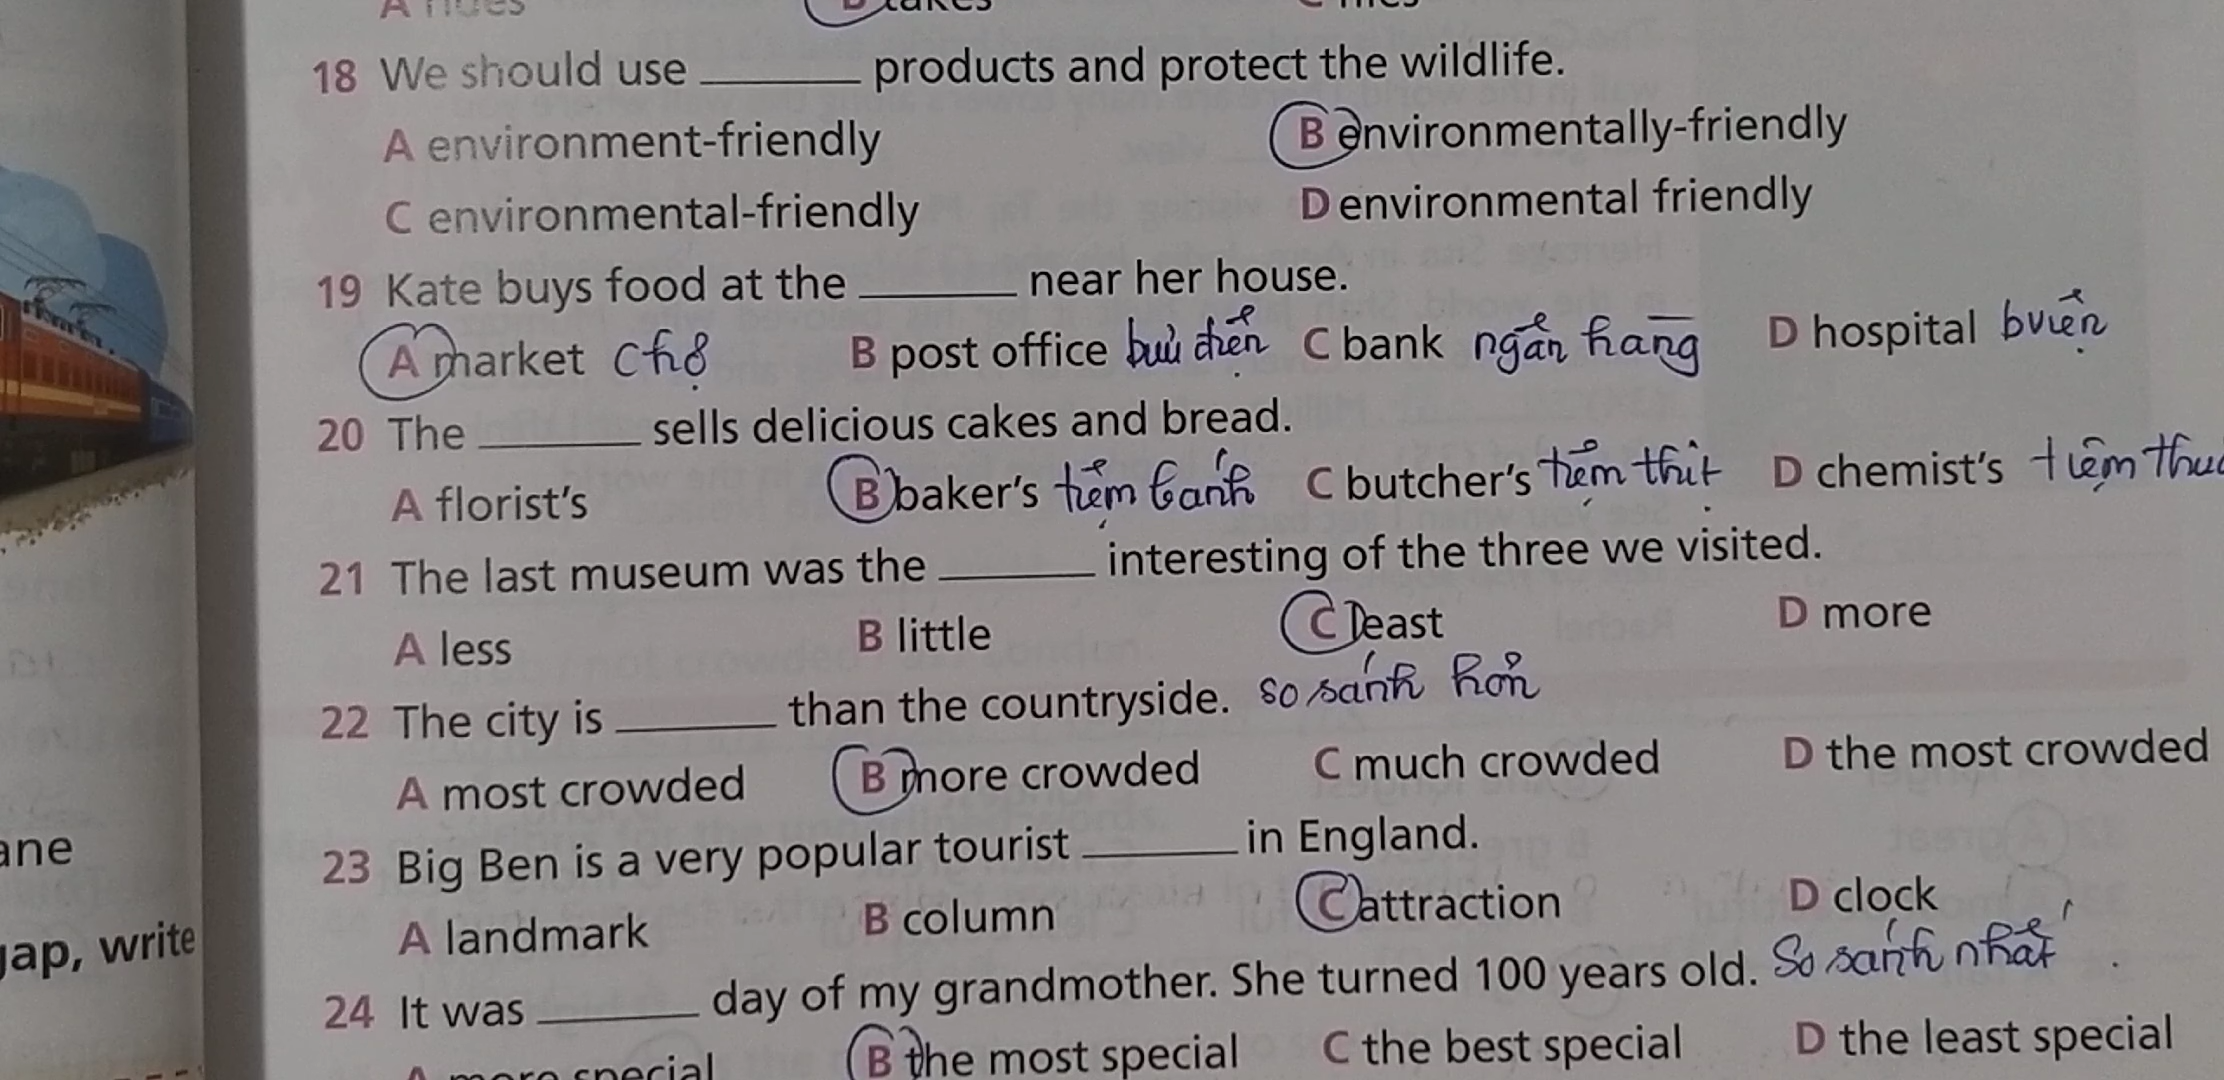 18 We should use ______ products and protect the wildlife.
A environment-friendly B environmentally-friendly
C environmental-friendly D environmental friendly
19 Kate buys food at the ______ near her house.
A market chợ B post office bưu điện C bank ngân hàng D hospital bviện
20 The ______ sells delicious cakes and bread.
A florist's B baker's tiệm bánh C butcher's tiệm thịt D chemist's tiệm
21 The last museum was the ______ interesting of the three we visited.
A less B little C least D more
22 The city is ______ than the countryside. so sánh hơn
A most crowded B more crowded C much crowded D the most crowded
23 Big Ben is a very popular tourist ______ in England.
A landmark B column C attraction D clock
24 It was ______ day of my grandmother. She turned 100 years old. So sánh nhất
A more special B the most special C the best special D the least special
ane
gap, write